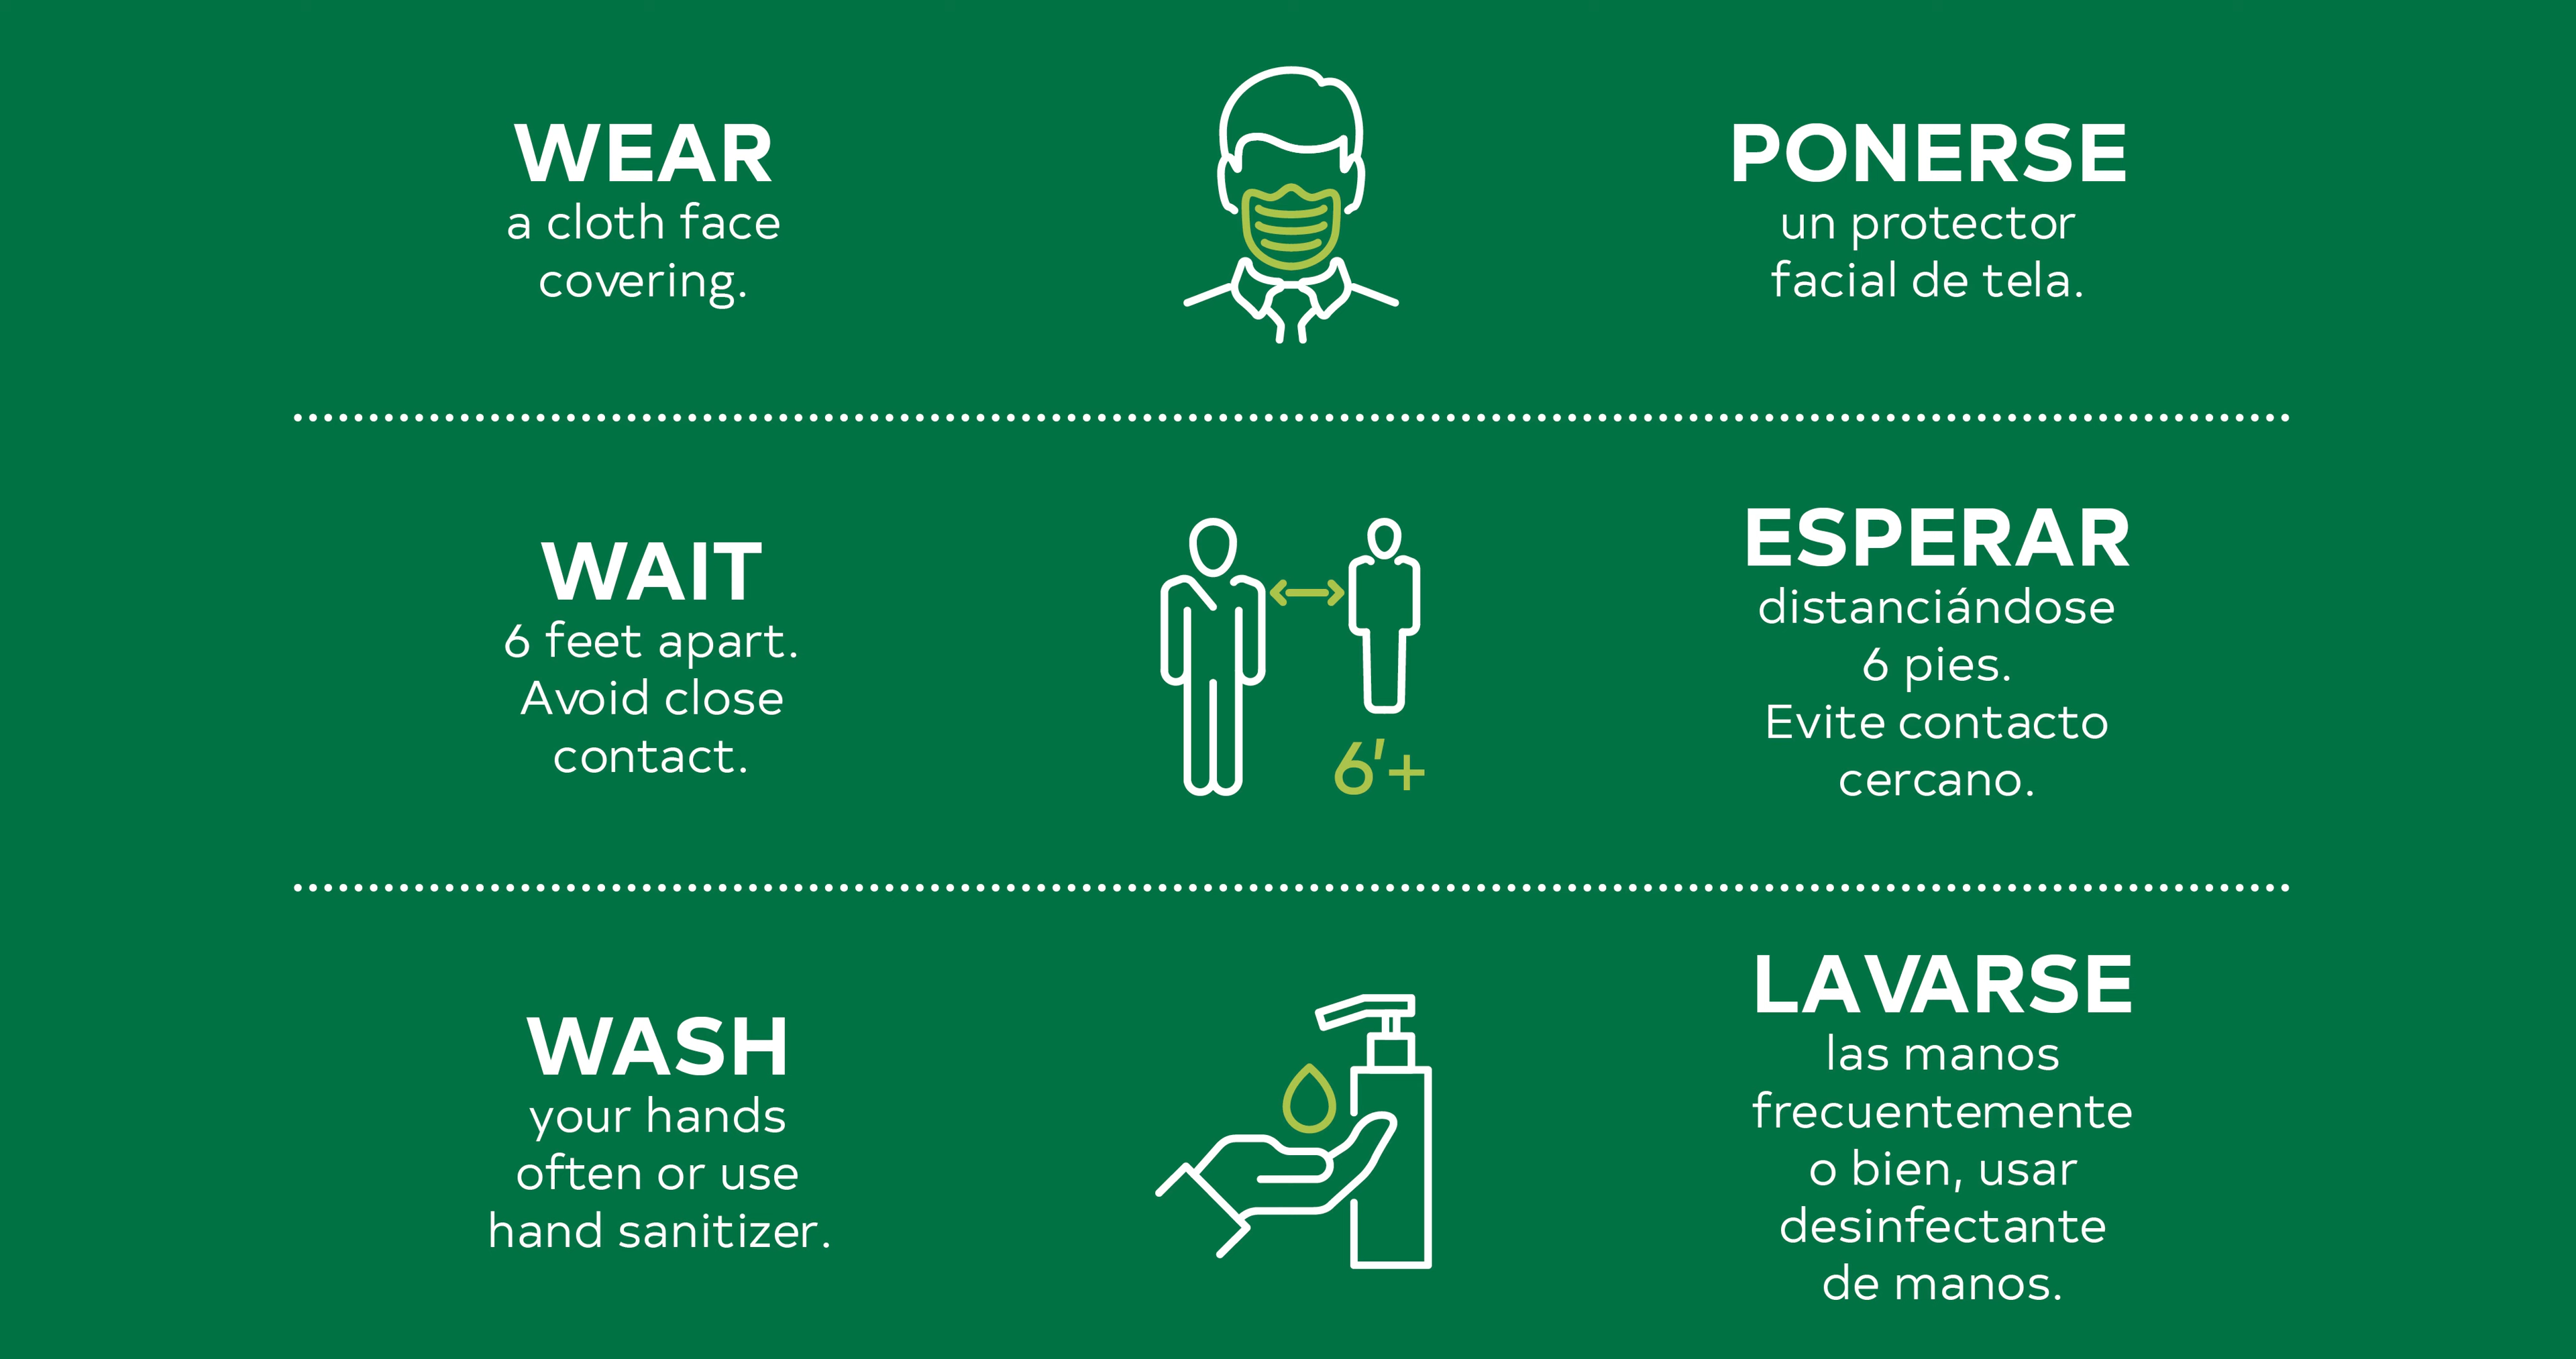 WEAR
a cloth face
covering.
PONERSE
un protector
facial de tela.
WAIT
6 feet apart.
Avoid close
contact.
6'+
ESPERAR
distanciándose
6 pies.
Evite contacto
cercano.
WASH
your hands
often or use
hand sanitizer.
LAVARSE
las manos
frecuentemente
o bien, usar
desinfectante
de manos.